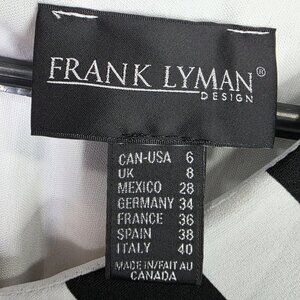 FRANK LYMAN®
DESIGN
CAN-USA 6
UK 8
MEXICO 28
GERMANY 34
FRANCE 36
SPAIN 38
ITALY 40
MADE IN/FAIT AU
CANADA